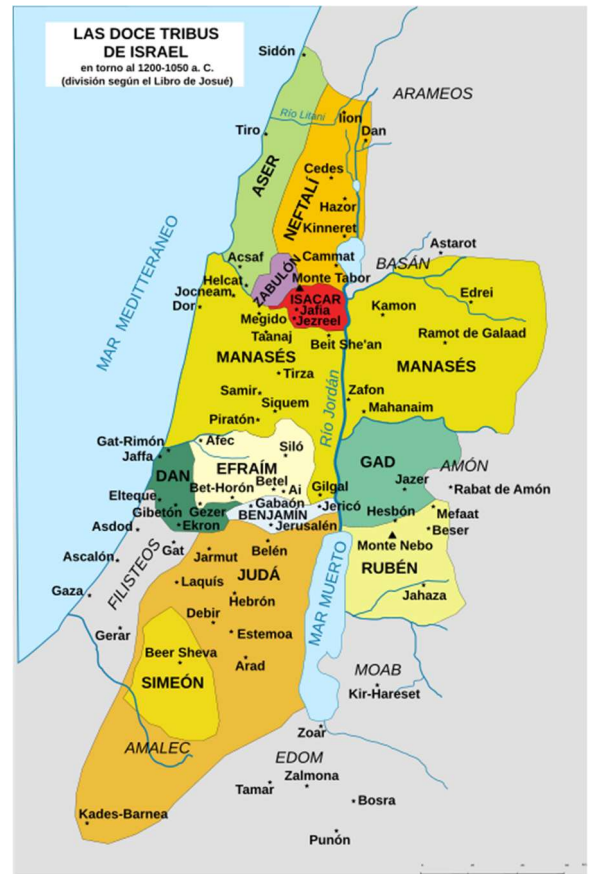 LAS DOCE TRIBUS
DE ISRAEL
en torno al 1200-1050 a. C.
(división según el Libro de Josué)
Sidón
ARAMEOS
Río Litani
Iion
Tiro
Dan
ASER
Cedes
NEFTALÍ
Hazor
Kinneret
MAR MEDITTERÁNEO
Astarot
Acsaf
Cammat
BASÁN
Helcat
ZABULÓN
Monte Tabor
Jocneam
Edrei
Dor
ISACAR
Jafia
Kamon
Megido
Jezreel
Taanaj
Beit She'an
Ramot de Galaad
MANASÉS
MANASÉS
Tirza
Río Jordán
Samir
Zafon
Siquem
Mahanaim
Piratón
Gat-Rimón
Afec
Jaffa
Siló
EFRAÍM
GAD
AMÓN
DAN
Betel
Jazer
Bet-Horón
Ai
Gilgal
Rabat de Amón
Elteque
Gabaón
Jericó
Gibetón
Gezer
BENJAMÍN
Hesbón
Mefaat
Asdod
Ekron
Jerusalén
Beser
Gat
Belén
Monte Nebo
Ascalón
FILISTEOS
Jarmut
JUDÁ
MAR MUERTO
RUBÉN
Laquís
Gaza
Hebrón
Jahaza
Debir
Gerar
Estemoa
Beer Sheva
Arad
MOAB
SIMEÓN
Kir-Hareset
Zoar
AMALEC
EDOM
Zalmona
Tamar
Bosra
Kades-Barnea
Punón